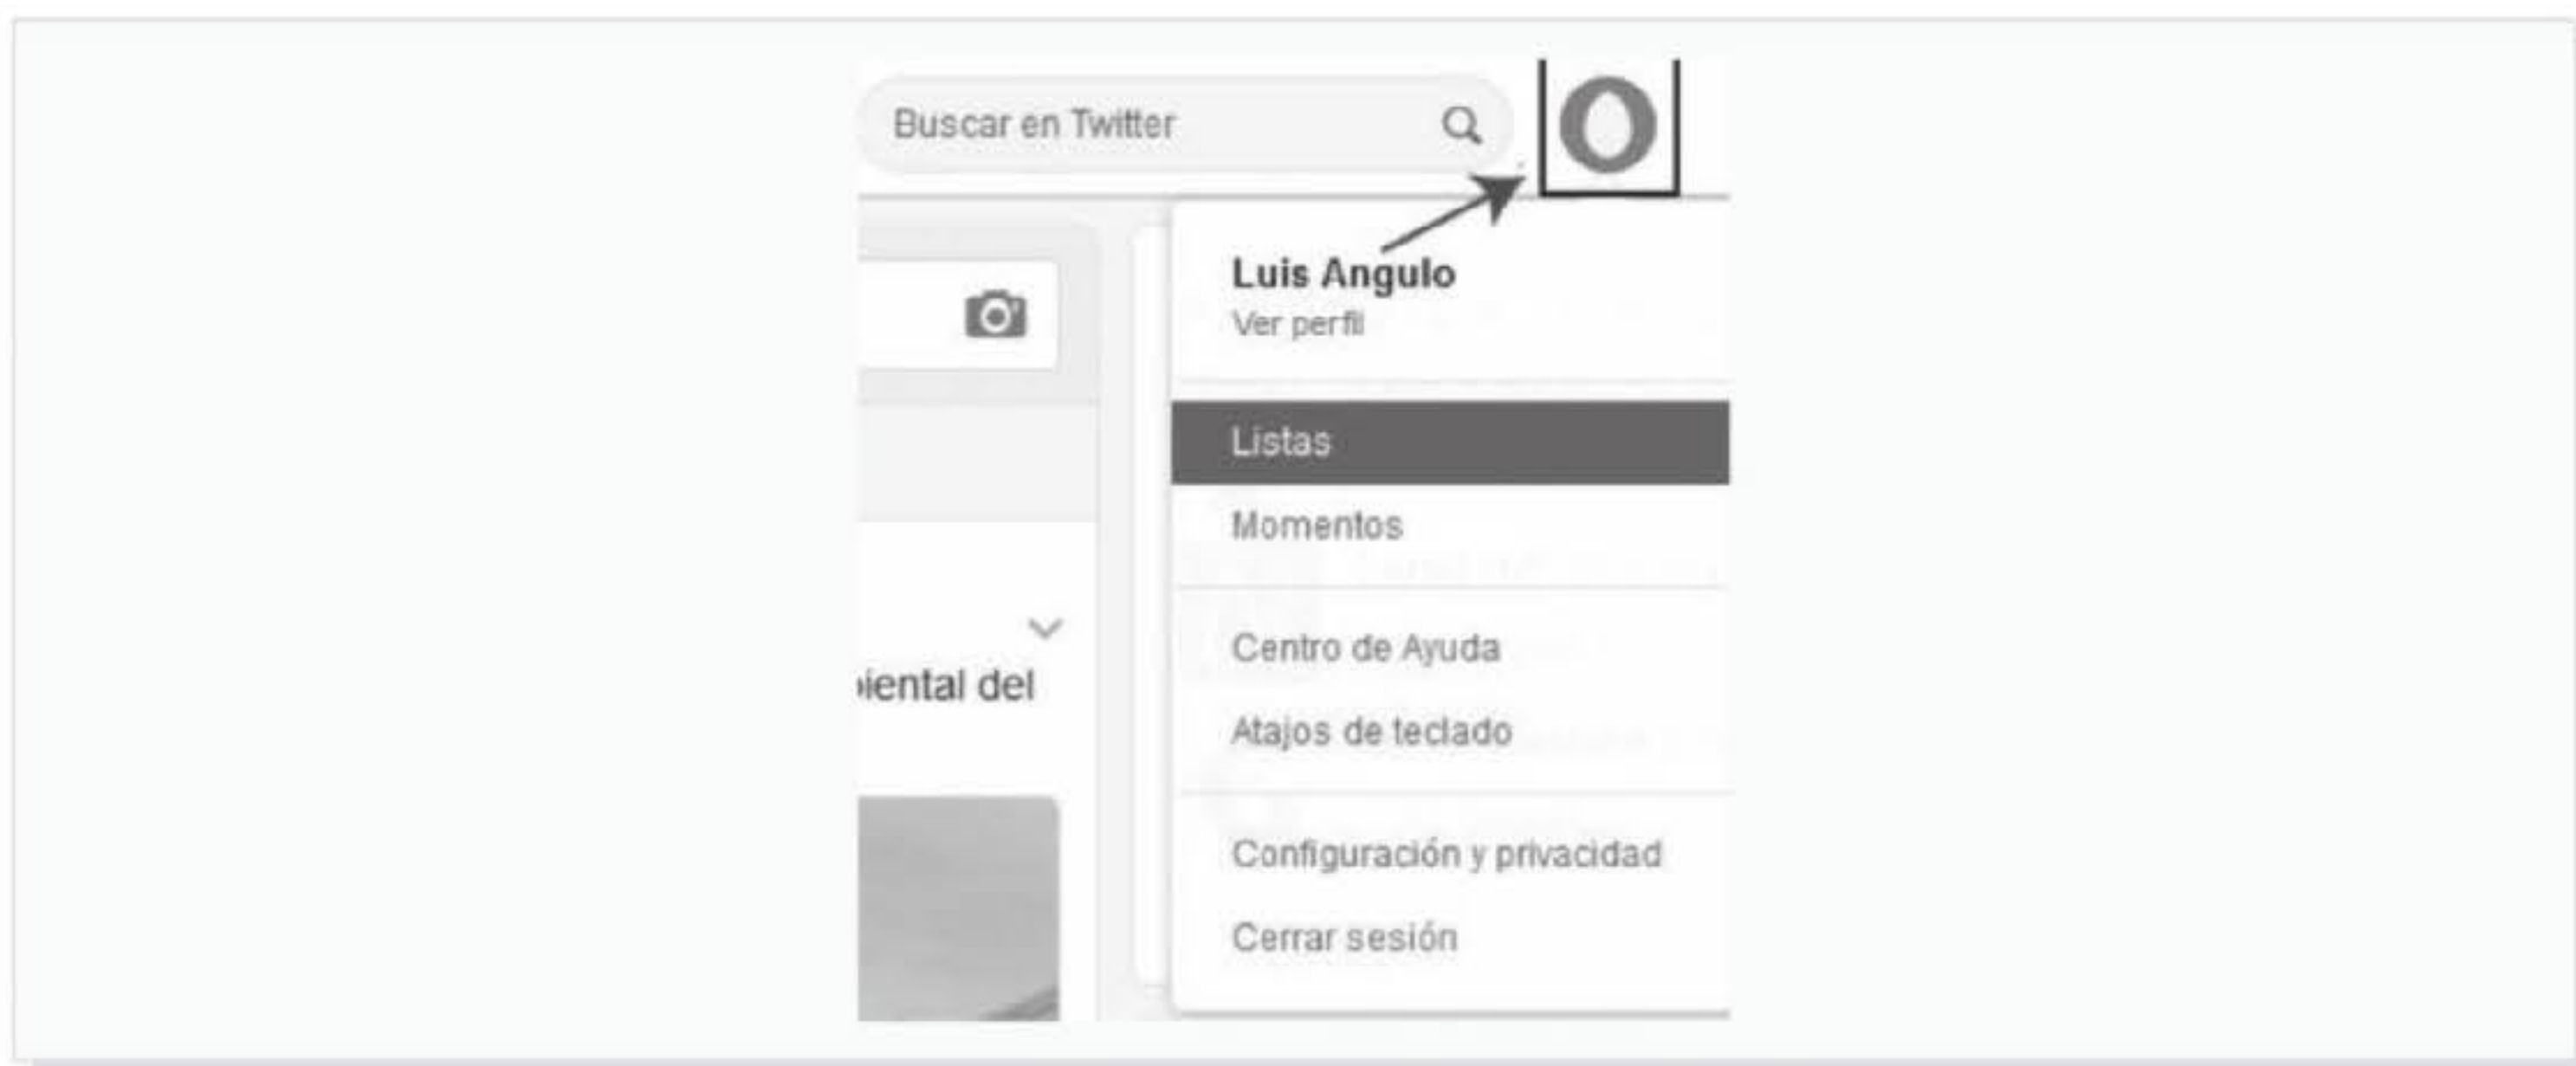 Buscar en Twitter
Luis Angulo
Ver perfil
Listas
Momentos
iental del
Centro de Ayuda
Atajos de teclado
Configuración y privacidad
Cerrar sesión